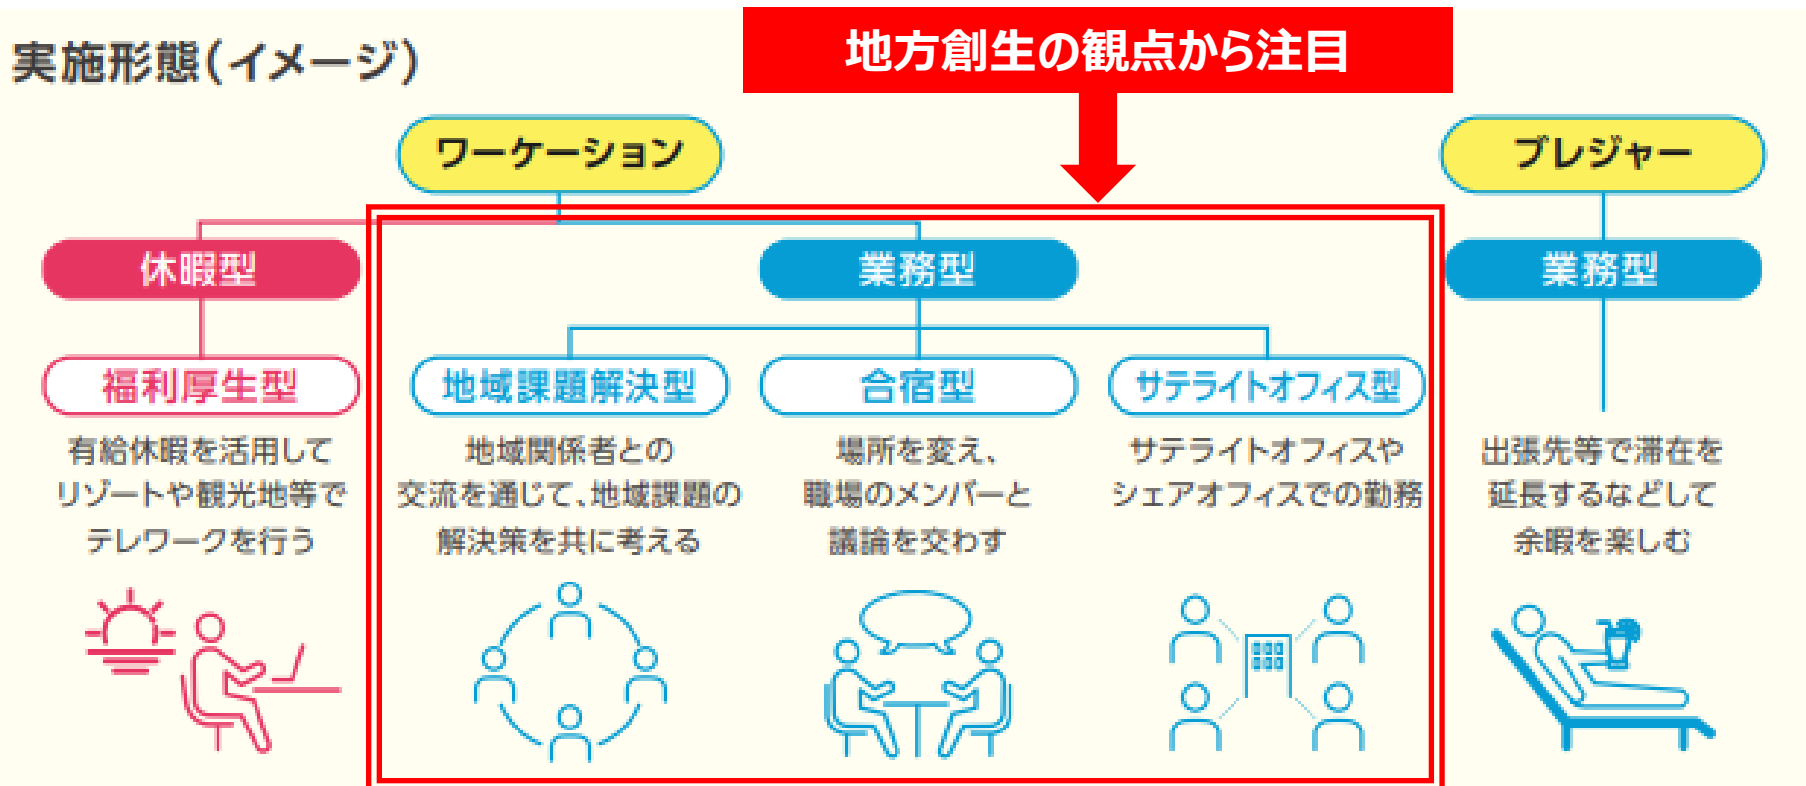 実施形態(イメージ)
地方創生の観点から注目
ワーケーション
ブレジャー
休暇型
業務型
業務型
福利厚生型
地域課題解決型
合宿型
サテライトオフィス型
有給休暇を活用して
リゾートや観光地等で
テレワークを行う
地域関係者との
交流を通じて、地域課題の
解決策を共に考える
場所を変え、
職場のメンバーと
議論を交わす
サテライトオフィスや
シェアオフィスでの勤務
出張先等で滞在を
延長するなどして
余暇を楽しむ